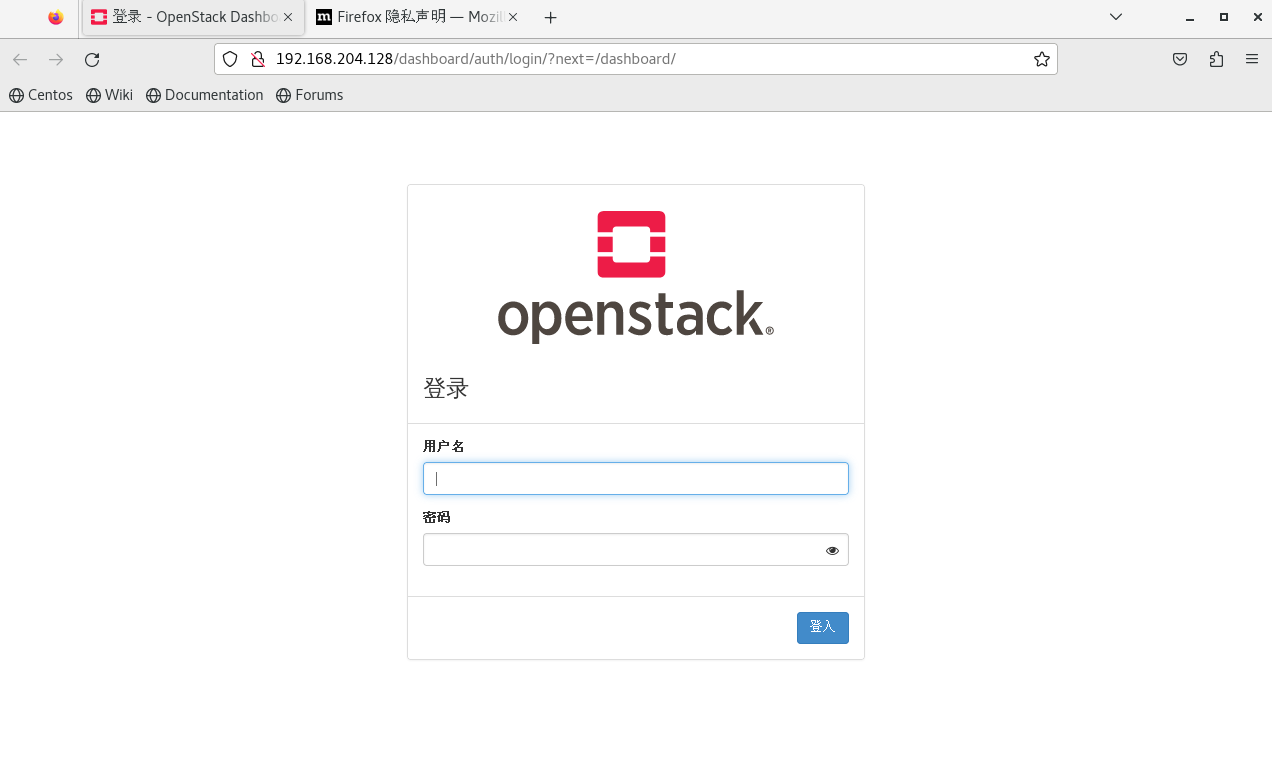 登录 - OpenStack Dashbo
Firefox 隐私声明 — Mozil
192.168.204.128/dashboard/auth/login/?next=/dashboard/
Centos
Wiki
Documentation
Forums
openstack®
登录
用户名
密码
登入